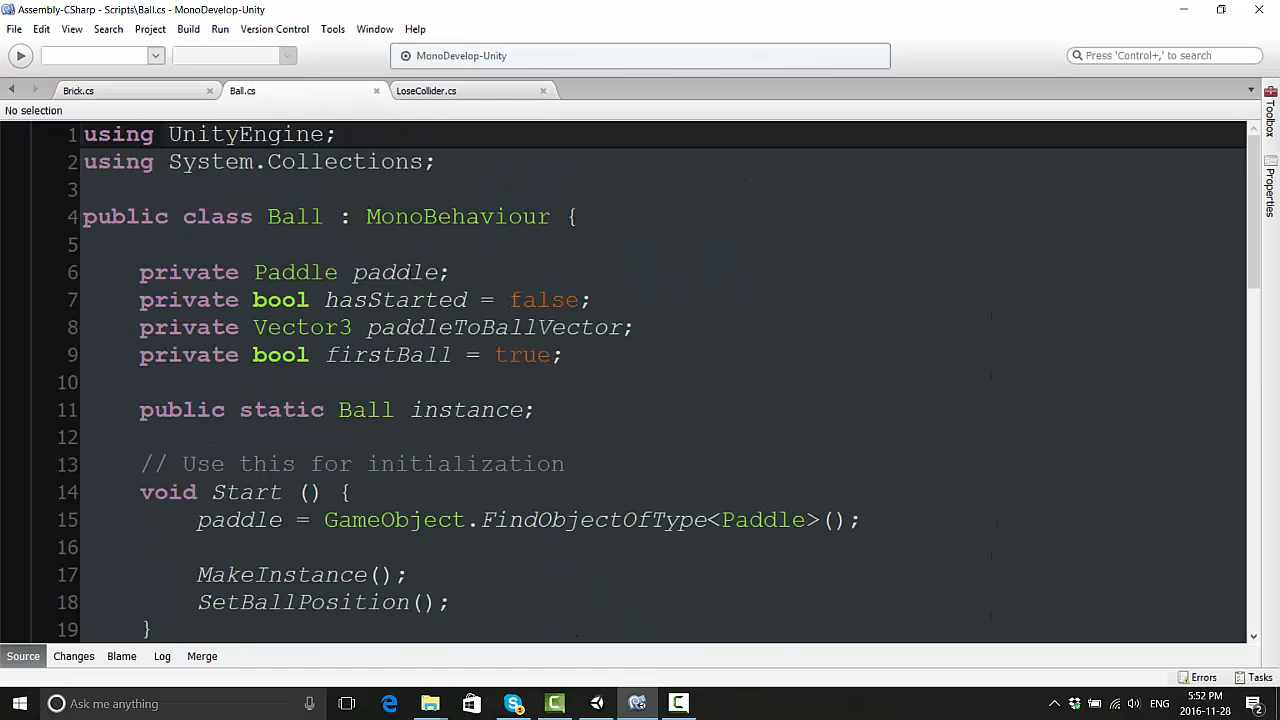 Assembly-CSharp - Scripts\Ball.cs - MonoDevelop-Unity
File Edit View Search Project Build Run Version Control Tools Window Help
MonoDevelop-Unity
Press 'Control+,' to search
Brick.cs Ball.cs LoseCollider.cs
No selection
Toolbox
Properties
1 using UnityEngine;
2 using System.Collections;
3
4 public class Ball : MonoBehaviour {
5
6 private Paddle paddle;
7 private bool hasStarted = false;
8 private Vector3 paddleToBallVector;
9 private bool firstBall = true;
10
11 public static Ball instance;
12
13 // Use this for initialization
14 void Start () {
15 paddle = GameObject.FindObjectOfType<Paddle>();
16
17 MakeInstance();
18 SetBallPosition();
19 }
Source Changes Blame Log Merge
Errors Tasks
Ask me anything
5:52 PM
2016-11-28
2